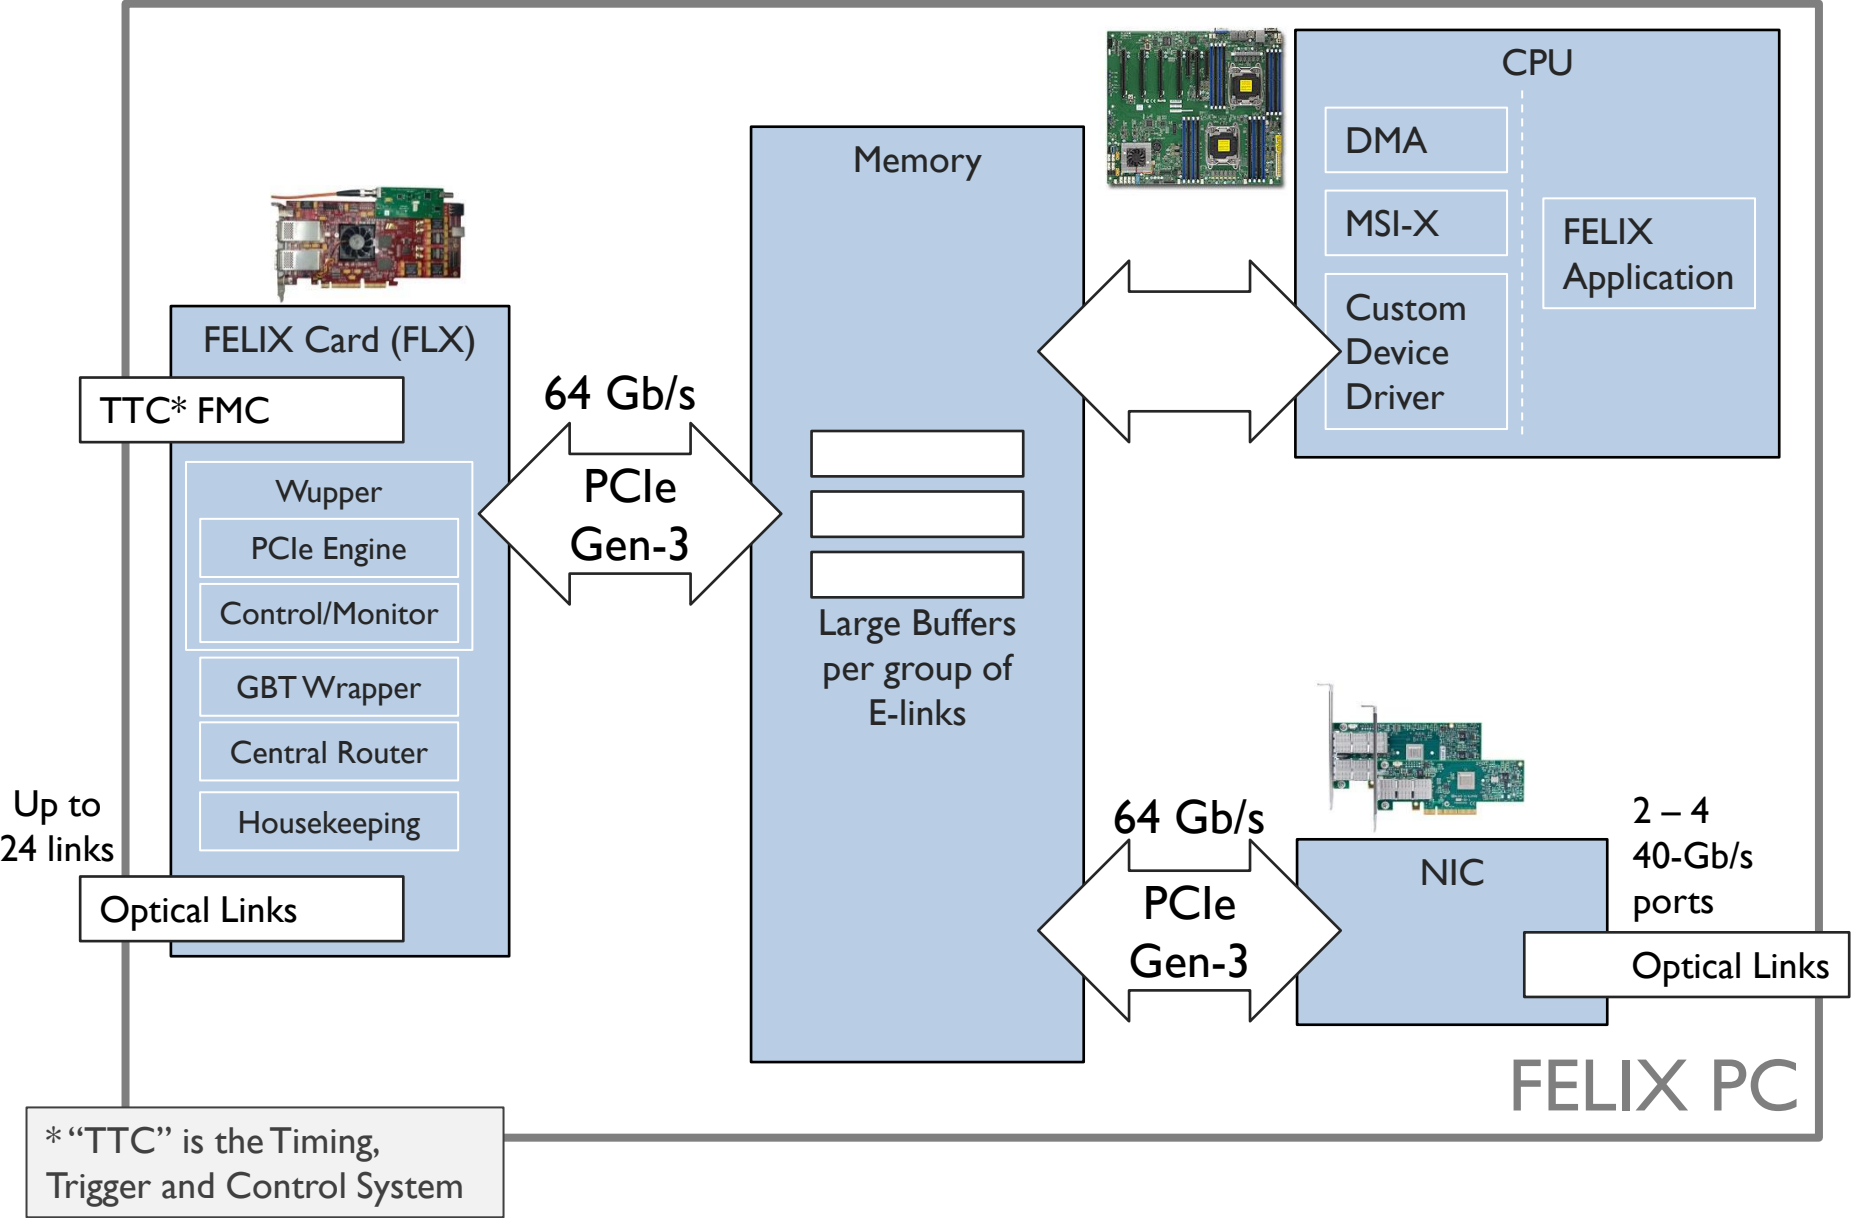 CPU
DMA
MSI-X
Custom
Device
Driver
FELIX
Application
Memory
Large Buffers
per group of
E-links
FELIX Card (FLX)
TTC* FMC
Wupper
PCIe Engine
Control/Monitor
GBT Wrapper
Central Router
Housekeeping
Up to
24 links
Optical Links
64 Gb/s
PCIe
Gen-3
64 Gb/s
PCIe
Gen-3
NIC
2 – 4
40-Gb/s
ports
Optical Links
FELIX PC
* “TTC” is the Timing,
Trigger and Control System